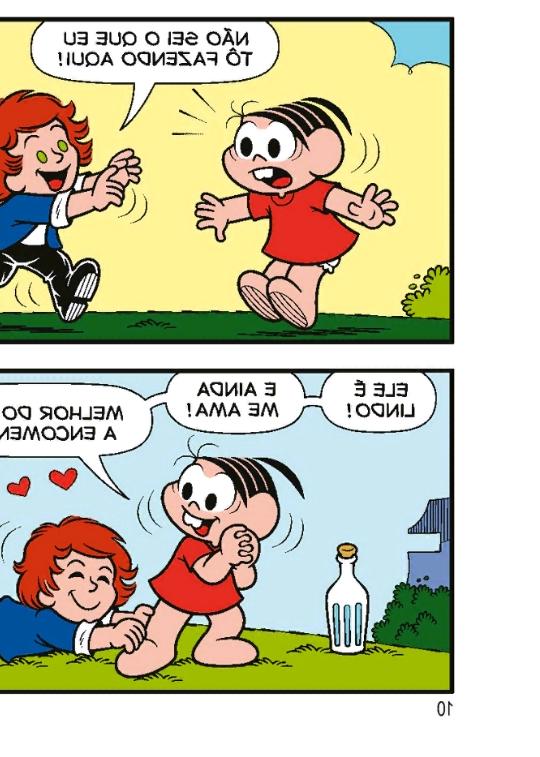 NÃO SEI O QUE EU
TÔ FAZENDO AQUI!
ELE É
LINDO!
E AINDA
ME AMA!
MELHOR DO
A ENCOMEN
10